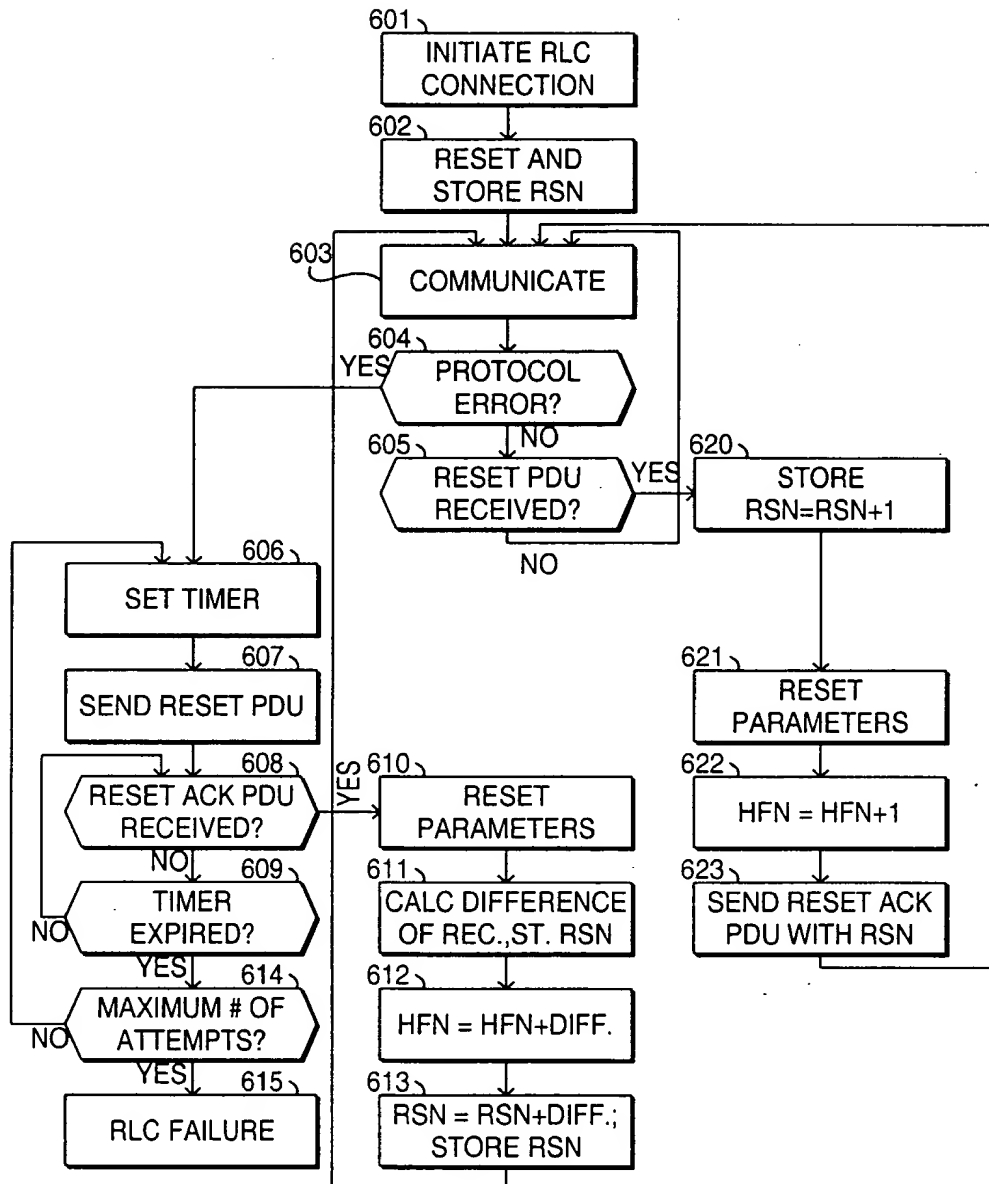 601
INITIATE RLC
CONNECTION
602
RESET AND
STORE RSN
603
COMMUNICATE
604
YES
PROTOCOL
ERROR?
NO
605
RESET PDU
RECEIVED?
YES
NO
620
STORE
RSN=RSN+1
606
SET TIMER
607
SEND RESET PDU
608
RESET ACK PDU
RECEIVED?
YES
NO
609
TIMER
EXPIRED?
NO
YES
614
MAXIMUM # OF
ATTEMPTS?
NO
YES
615
RLC FAILURE
610
RESET
PARAMETERS
611
CALC DIFFERENCE
OF REC.,ST. RSN
612
HFN = HFN+DIFF.
613
RSN = RSN+DIFF.;
STORE RSN
621
RESET
PARAMETERS
622
HFN = HFN+1
623
SEND RESET ACK
PDU WITH RSN